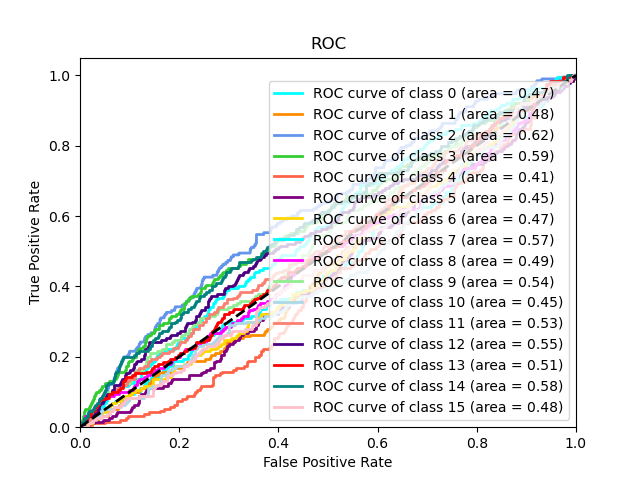 ROC
1.0
0.8
0.6
0.4
0.2
0.0
True Positive Rate
ROC curve of class 0 (area = 0.47)
ROC curve of class 1 (area = 0.48)
ROC curve of class 2 (area = 0.62)
ROC curve of class 3 (area = 0.59)
ROC curve of class 4 (area = 0.41)
ROC curve of class 5 (area = 0.45)
ROC curve of class 6 (area = 0.47)
ROC curve of class 7 (area = 0.57)
ROC curve of class 8 (area = 0.49)
ROC curve of class 9 (area = 0.54)
ROC curve of class 10 (area = 0.45)
ROC curve of class 11 (area = 0.53)
ROC curve of class 12 (area = 0.55)
ROC curve of class 13 (area = 0.51)
ROC curve of class 14 (area = 0.58)
ROC curve of class 15 (area = 0.48)
0.0 0.2 0.4 0.6 0.8 1.0
False Positive Rate